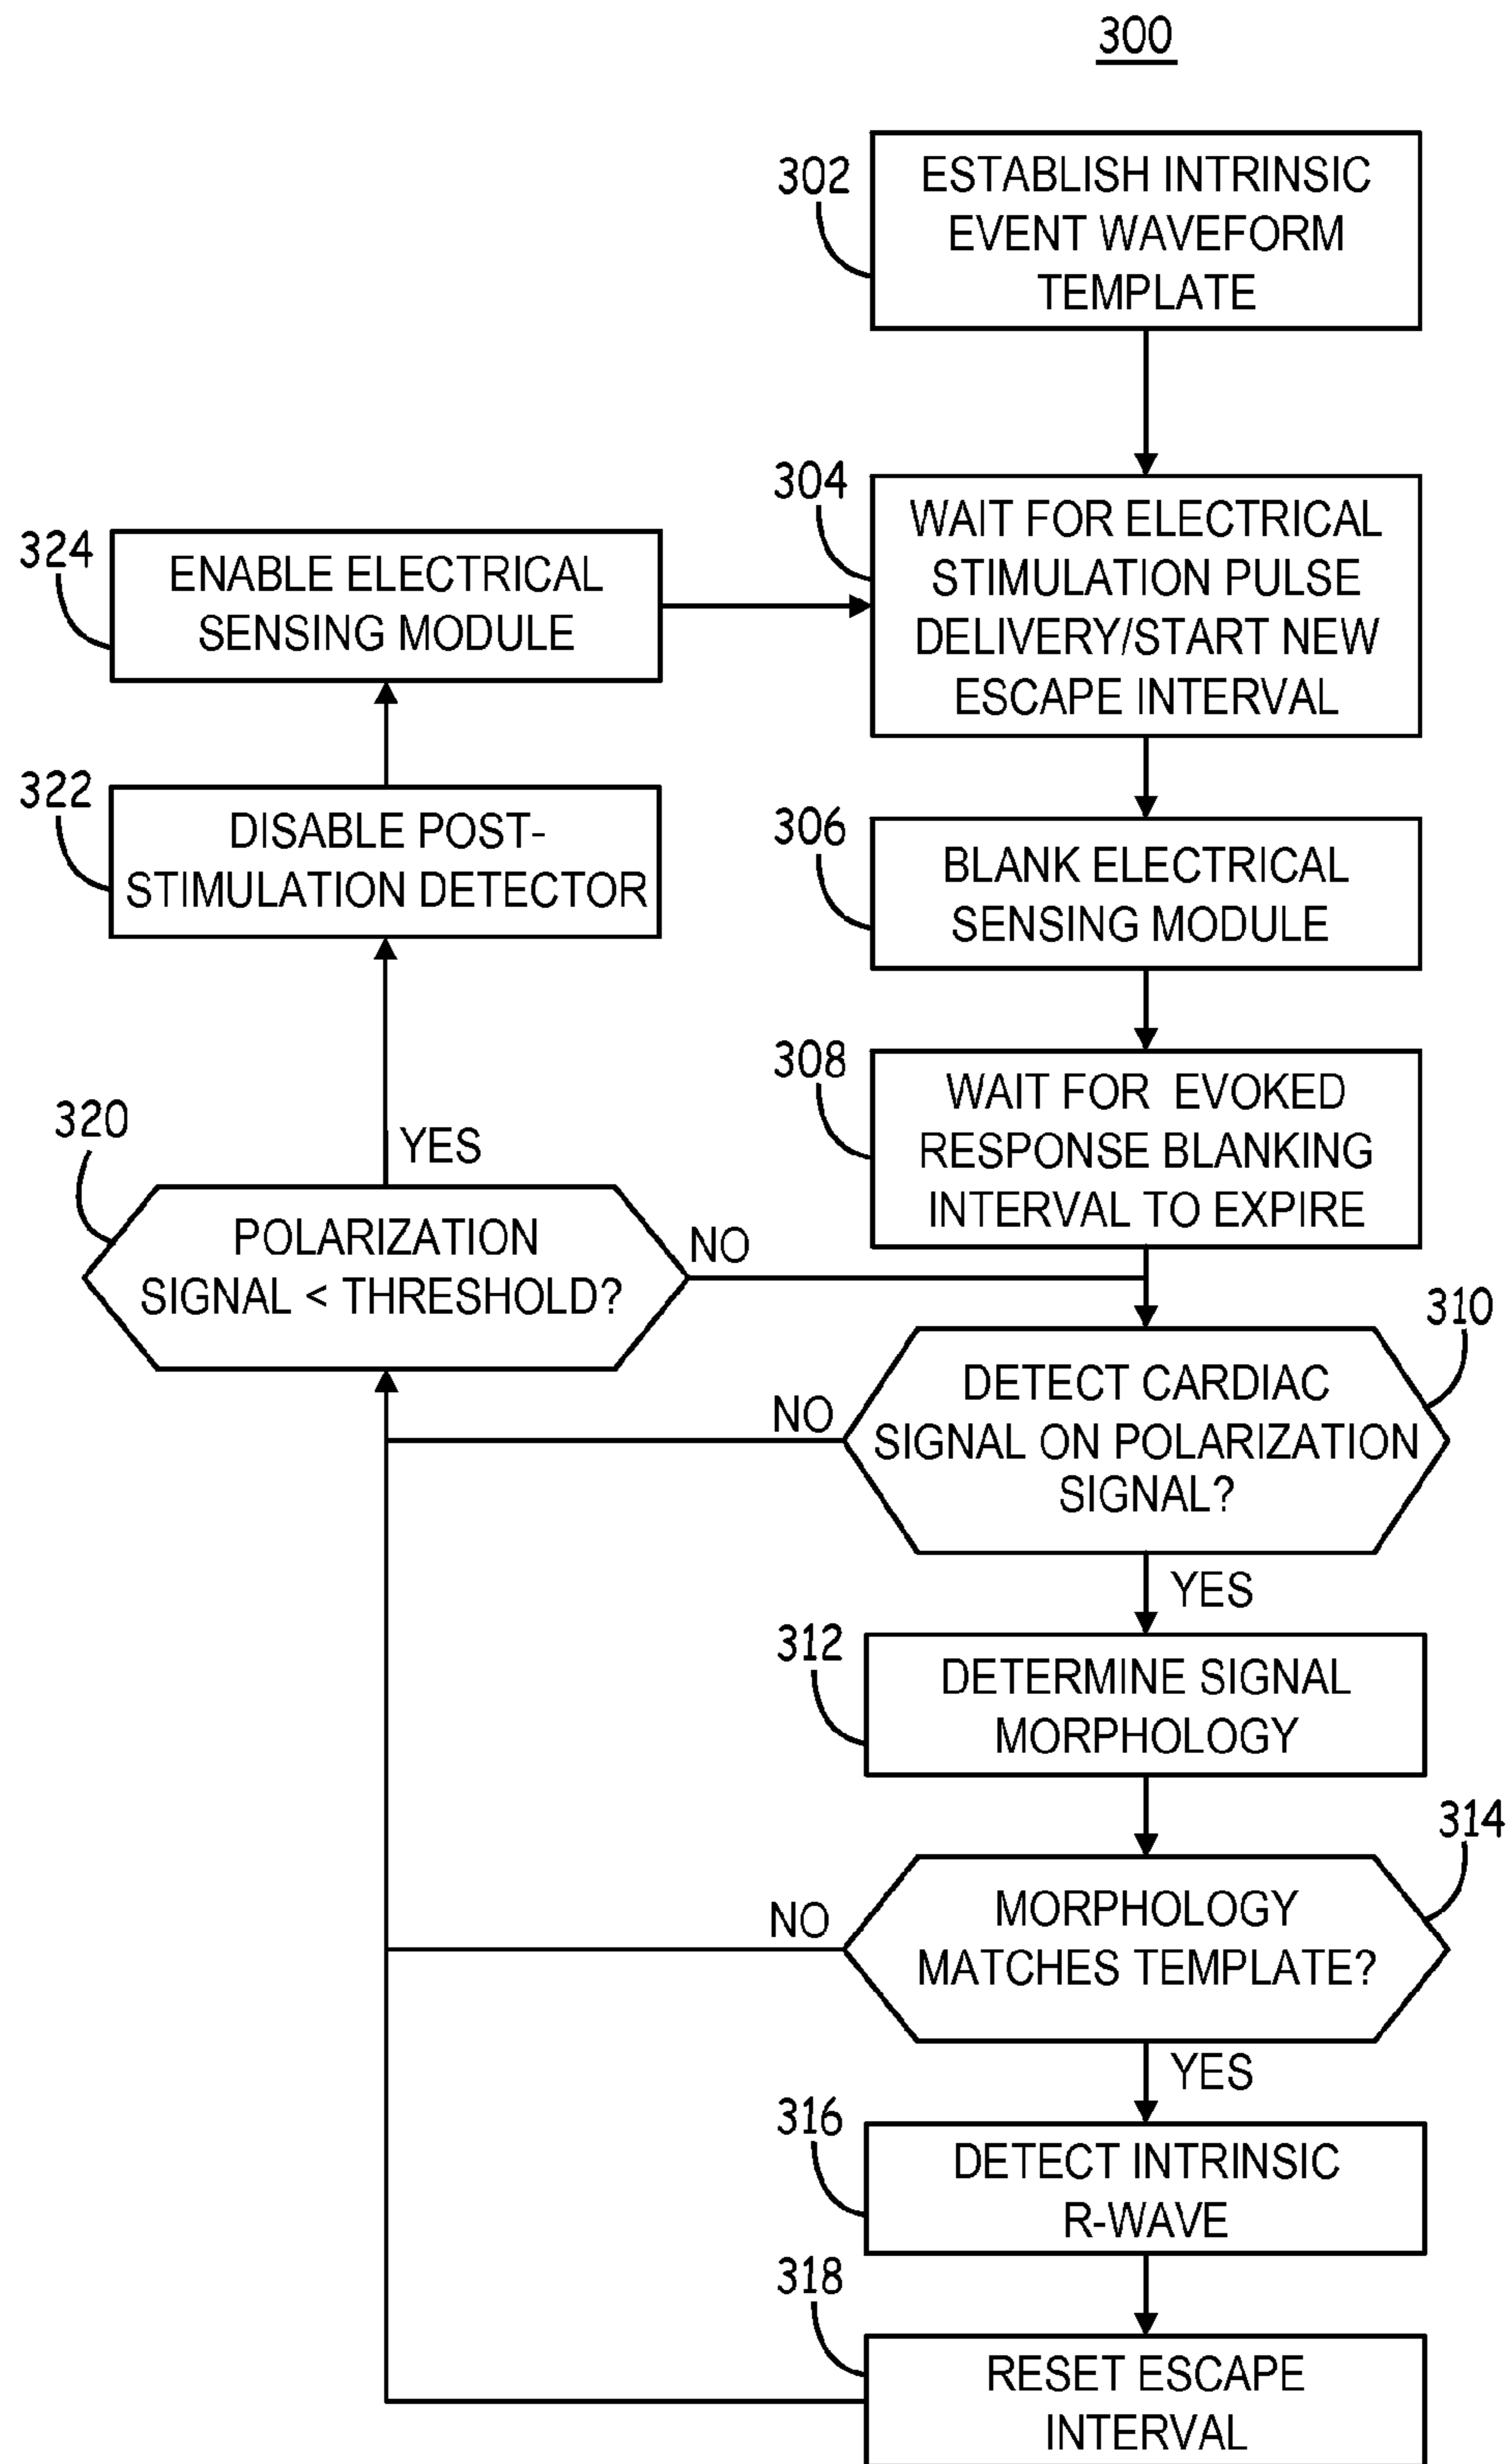 300
302
ESTABLISH INTRINSIC
EVENT WAVEFORM
TEMPLATE
304
WAIT FOR ELECTRICAL
STIMULATION PULSE
DELIVERY/START NEW
ESCAPE INTERVAL
324
ENABLE ELECTRICAL
SENSING MODULE
322
DISABLE POST-
STIMULATION DETECTOR
306
BLANK ELECTRICAL
SENSING MODULE
308
WAIT FOR EVOKED
RESPONSE BLANKING
INTERVAL TO EXPIRE
320
YES
POLARIZATION
SIGNAL < THRESHOLD?
NO
310
DETECT CARDIAC
SIGNAL ON POLARIZATION
SIGNAL?
NO
YES
312
DETERMINE SIGNAL
MORPHOLOGY
314
MORPHOLOGY
MATCHES TEMPLATE?
NO
YES
316
DETECT INTRINSIC
R-WAVE
318
RESET ESCAPE
INTERVAL